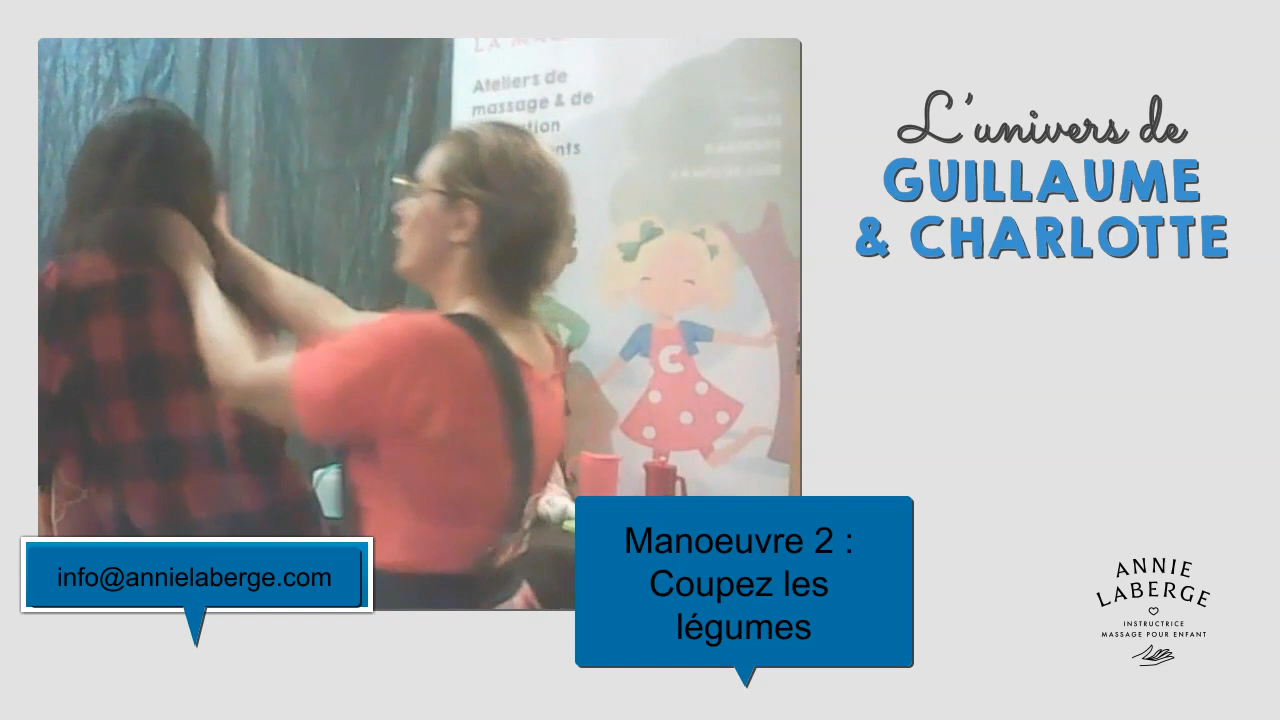 Ateliers de
massage & de
L'univers de
GUILLAUME
& CHARLOTTE
C
Manoeuvre 2 :
Coupez les
légumes
info@annielaberge.com
ANNIE
LABERGE
INSTRUCTRICE
MASSAGE POUR ENFANT